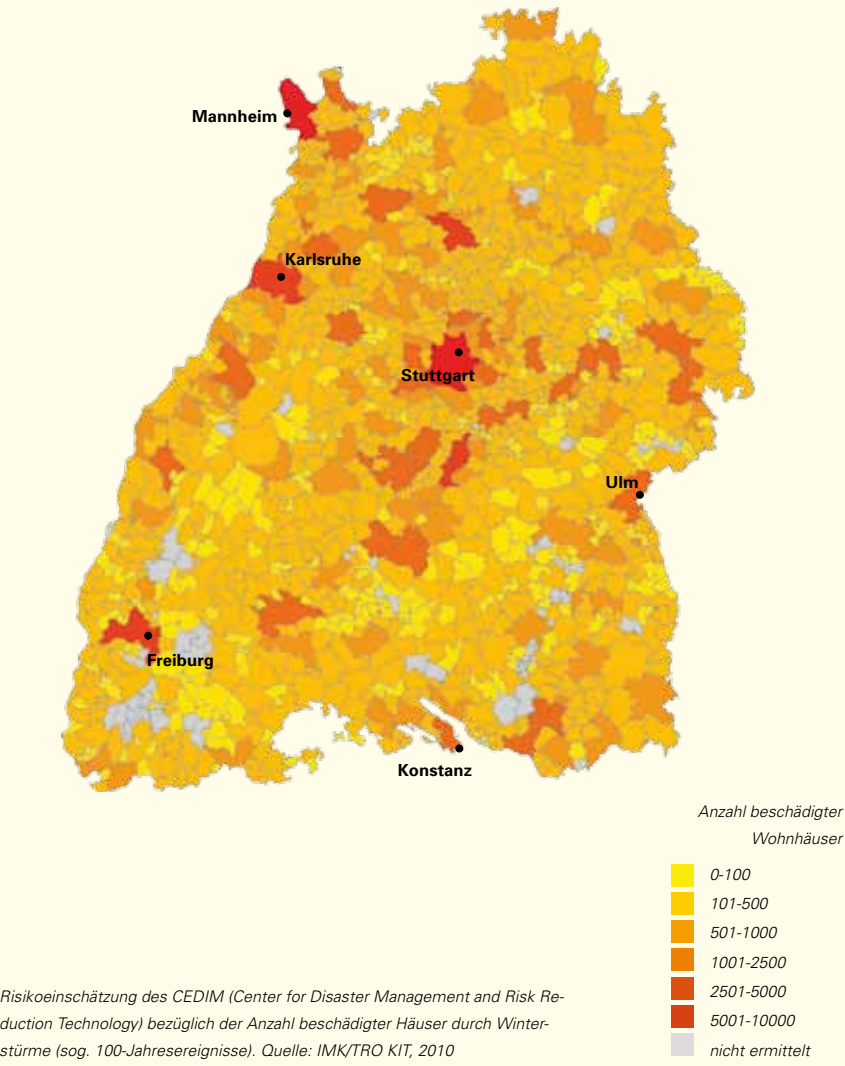 Mannheim
Karlsruhe
Stuttgart
Ulm
Freiburg
Konstanz
Anzahl beschädigter
Wohnhäuser
0-100
101-500
501-1000
1001-2500
2501-5000
5001-10000
nicht ermittelt
Risikoeinschätzung des CEDIM (Center for Disaster Management and Risk Re-
duction Technology) bezüglich der Anzahl beschädigter Häuser durch Winter-
stürme (sog. 100-Jahresereignisse). Quelle: IMK/TRO KIT, 2010